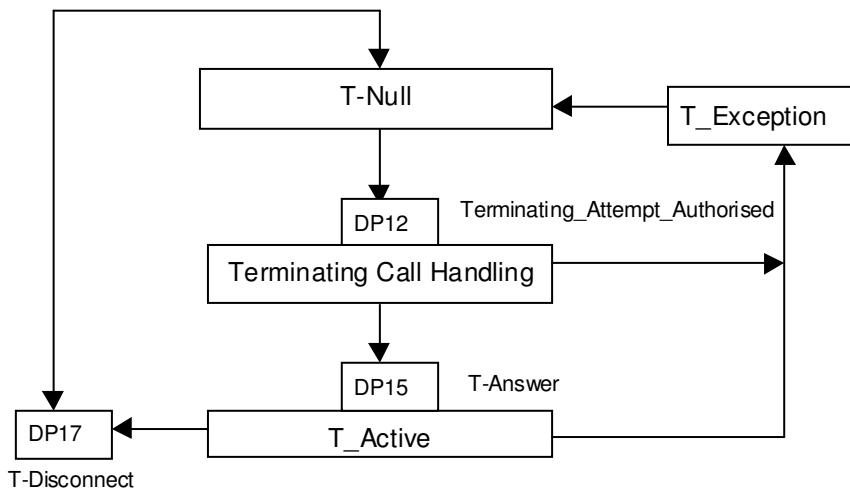 T-Null
T_Exception
DP12
Terminating_Attempt_Authorised
Terminating Call Handling
DP15
T-Answer
DP17
T_Active
T-Disconnect